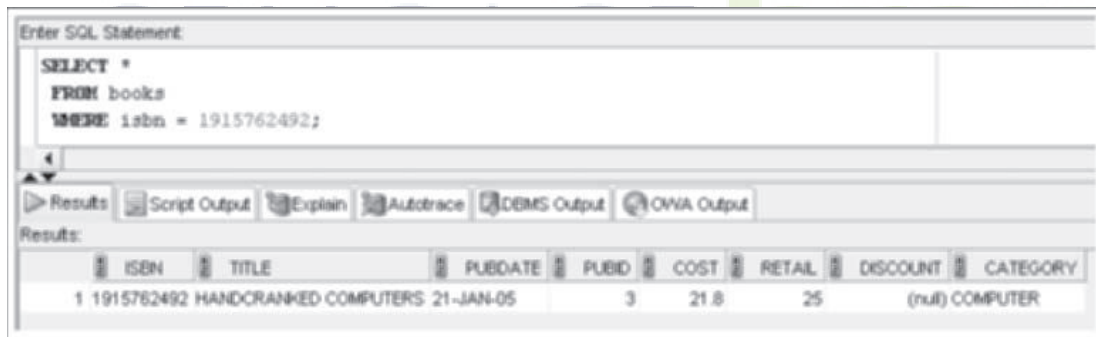 Enter SQL Statement:
SELECT *
FROM books
WHERE isbn = 1915762492;
Results Script Output Explain Autotrace DBMS Output OWA Output
Results:
ISBN TITLE PUBDATE PUBID COST RETAIL DISCOUNT CATEGORY
1 1915762492 HANDCRANKED COMPUTERS 21-JAN-05 3 21.8 25 (null) COMPUTER